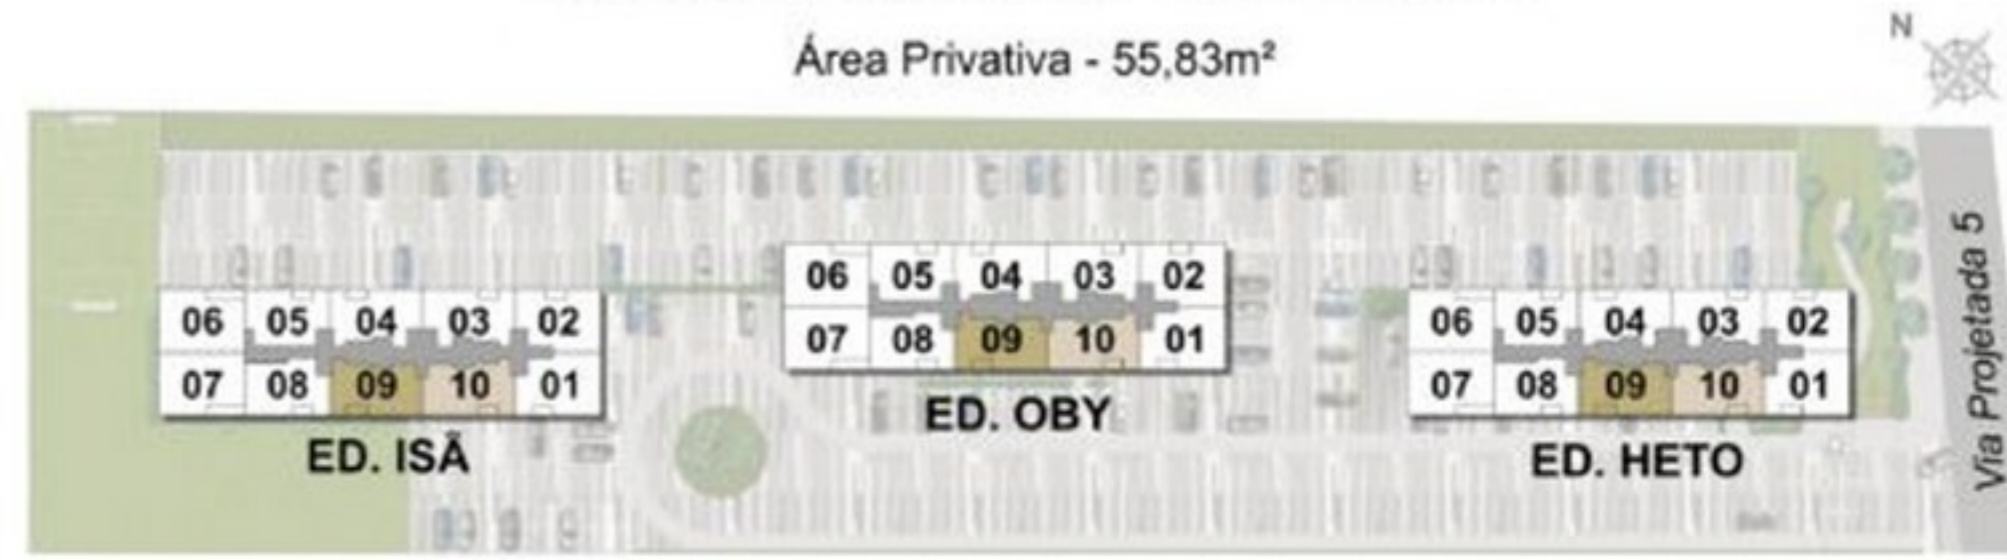 Área Privativa - 55,83m²
N
06 05 04 03 02
07 08 09 10 01
ED. ISÃ
06 05 04 03 02
07 08 09 10 01
ED. OBY
06 05 04 03 02
07 08 09 10 01
ED. HETO
Via Projetada 5